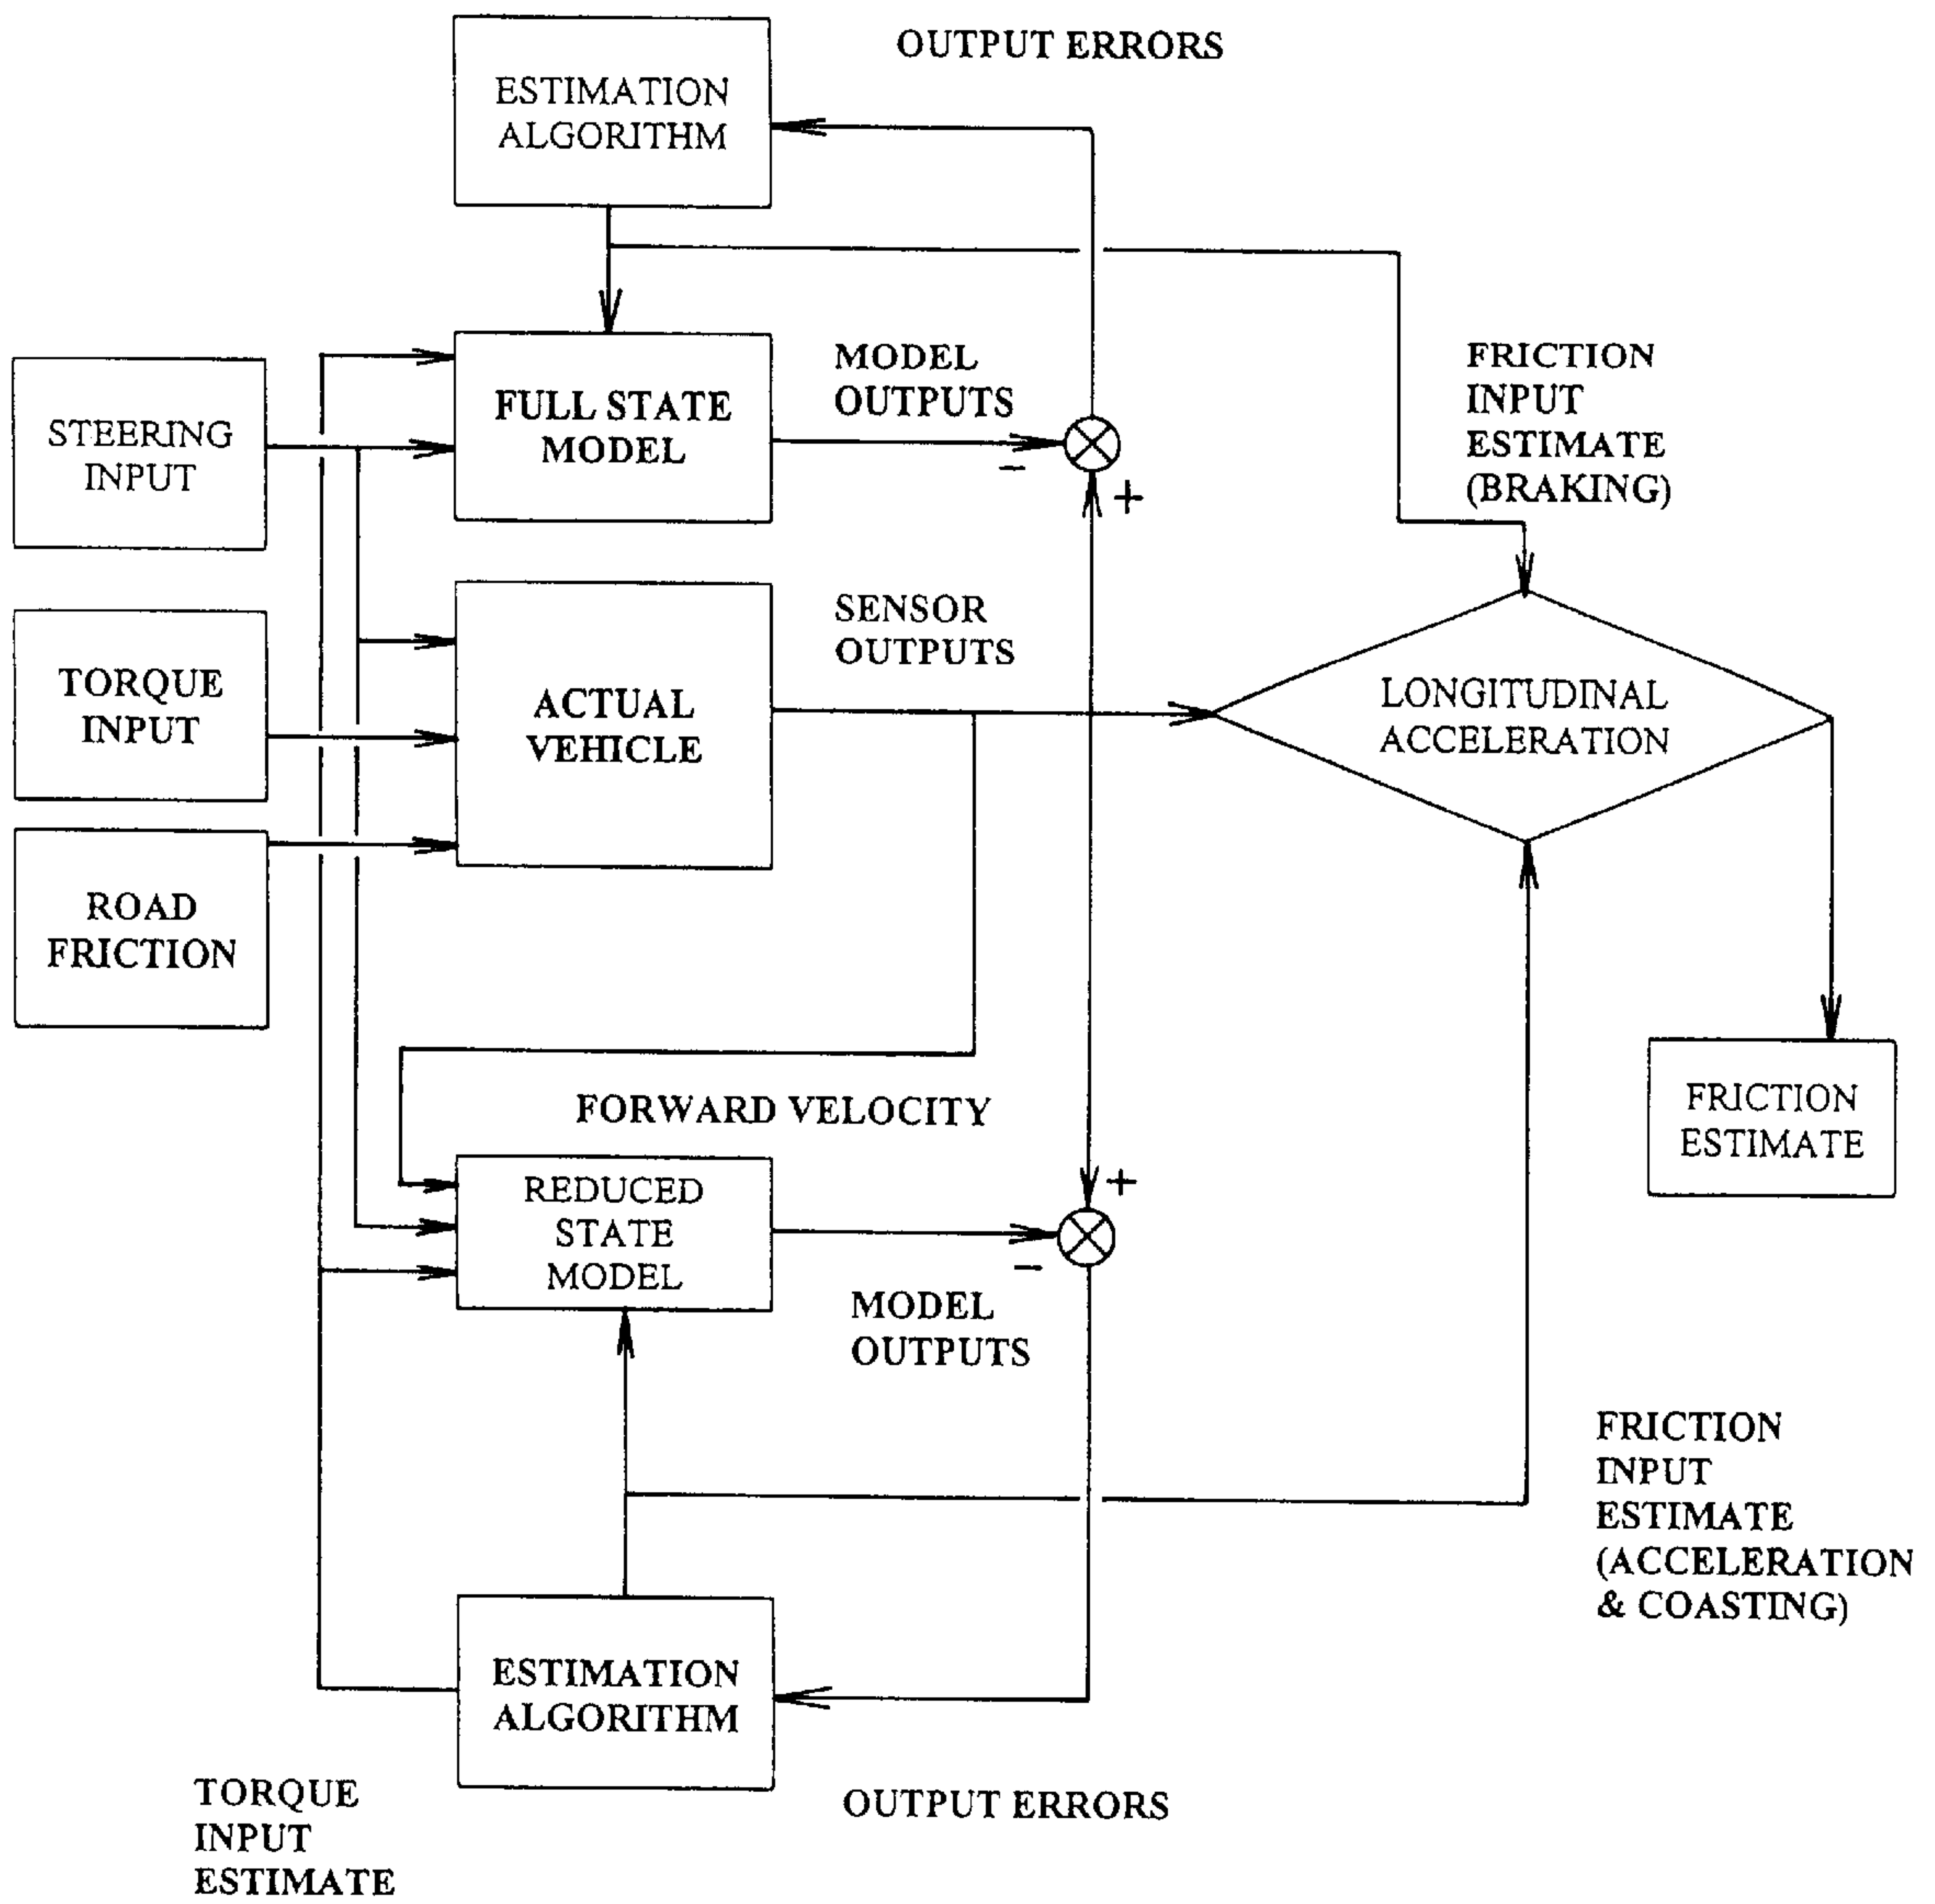 OUTPUT ERRORS
ESTIMATION
ALGORITHM
MODEL
OUTPUTS
FRICTION
INPUT
ESTIMATE
(BRAKING)
STEERING
INPUT
FULL STATE
MODEL
−
+
SENSOR
OUTPUTS
TORQUE
INPUT
ACTUAL
VEHICLE
LONGITUDINAL
ACCELERATION
ROAD
FRICTION
FORWARD VELOCITY
FRICTION
ESTIMATE
REDUCED
STATE
MODEL
+
−
MODEL
OUTPUTS
FRICTION
INPUT
ESTIMATE
(ACCELERATION
& COASTING)
ESTIMATION
ALGORITHM
TORQUE
INPUT
ESTIMATE
OUTPUT ERRORS